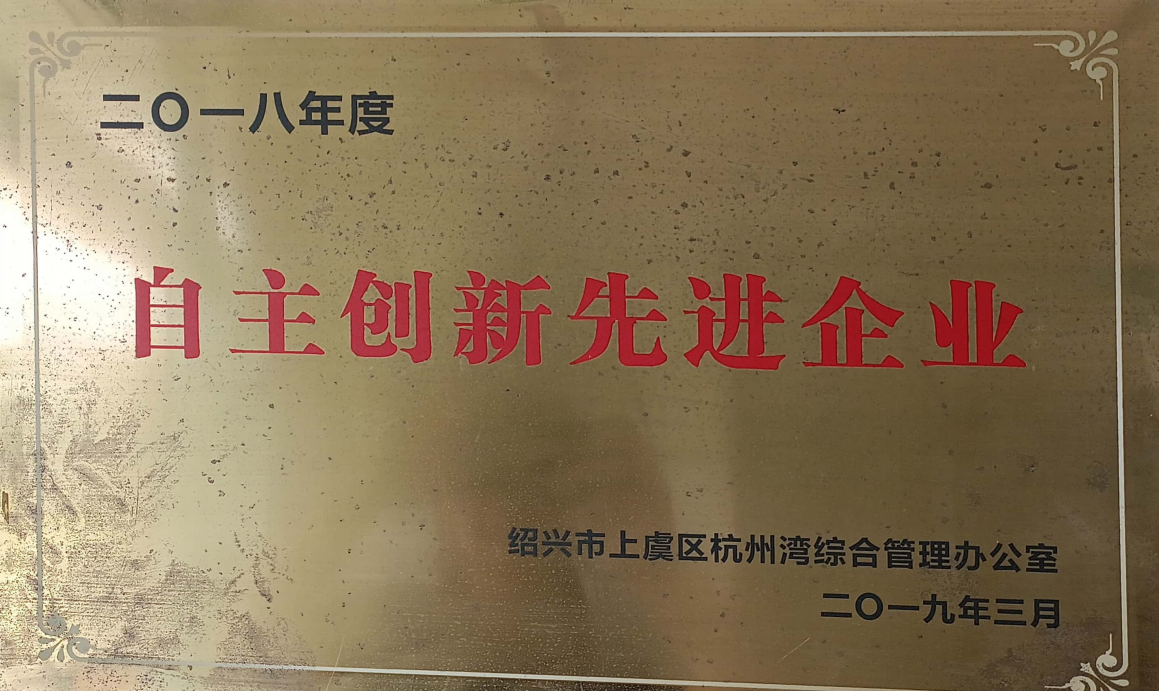 二〇一八年度
自主创新先进企业
绍兴市上虞区杭州湾综合管理办公室
二〇一九年三月